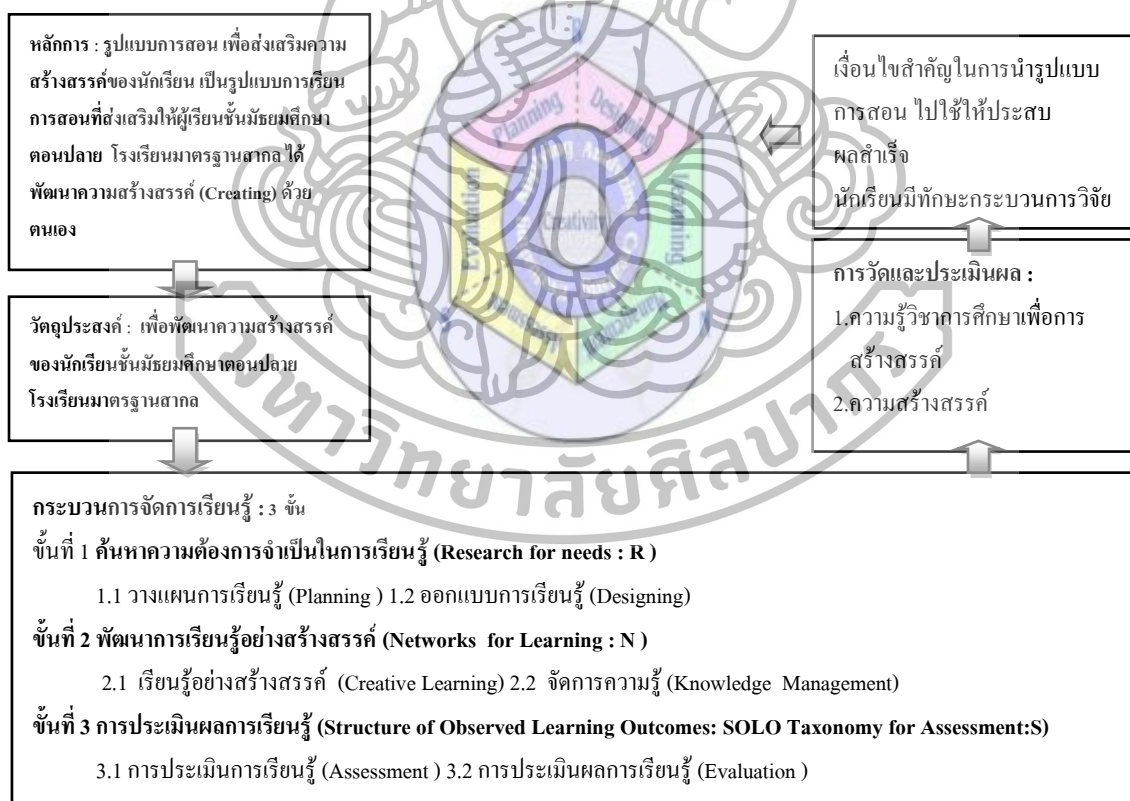 หลักการ : รูปแบบการสอน เพื่อส่งเสริมความ
สร้างสรรค์ของนักเรียน เป็นรูปแบบการเรียน
การสอนที่ส่งเสริมให้ผู้เรียนชั้นมัธยมศึกษา
ตอนปลาย โรงเรียนมาตรฐานสากล ได้
พัฒนาความสร้างสรรค์ (Creating) ด้วย
ตนเอง
วัตถุประสงค์ : เพื่อพัฒนาความสร้างสรรค์
ของนักเรียนชั้นมัธยมศึกษาตอนปลาย
โรงเรียนมาตรฐานสากล
R
Planning
Designing
Learning
Evaluation
Assessment
Creativity
เงื่อนไขสำคัญในการนำรูปแบบ
การสอน ไปใช้ให้ประสบ
ผลสำเร็จ
นักเรียนมีทักษะกระบวนการวิจัย
การวัดและประเมินผล :
1.ความรู้วิชาการศึกษาเพื่อการ
สร้างสรรค์
2.ความสร้างสรรค์
มหาวิทยาลัยศิลปากร
กระบวนการจัดการเรียนรู้ : 3 ขั้น
ขั้นที่ 1 ค้นหาความต้องการจำเป็นในการเรียนรู้ (Research for needs : R )
1.1 วางแผนการเรียนรู้ (Planning ) 1.2 ออกแบบการเรียนรู้ (Designing)
ขั้นที่ 2 พัฒนาการเรียนรู้อย่างสร้างสรรค์ (Networks for Learning : N )
2.1 เรียนรู้อย่างสร้างสรรค์ (Creative Learning) 2.2 จัดการความรู้ (Knowledge Management)
ขั้นที่ 3 การประเมินผลการเรียนรู้ (Structure of Observed Learning Outcomes: SOLO Taxonomy for Assessment:S)
3.1 การประเมินการเรียนรู้ (Assessment ) 3.2 การประเมินผลการเรียนรู้ (Evaluation )